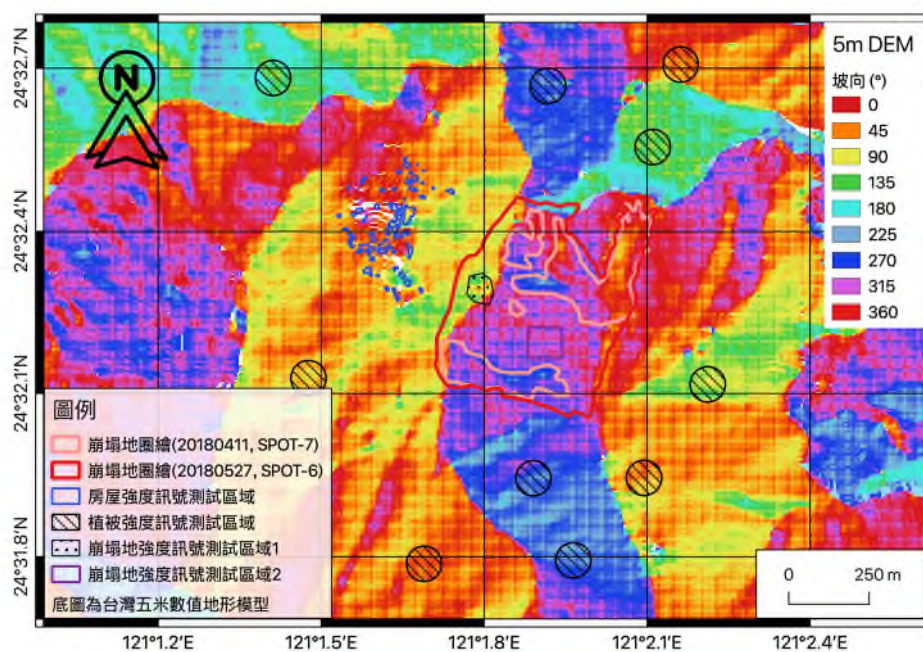 N
5m DEM
坡向 (°)
0
45
90
135
180
225
270
315
360
24°32.7'N
24°32.4'N
24°32.1'N
24°31.8'N
圖例
崩塌地圈繪(20180411, SPOT-7)
崩塌地圈繪(20180527, SPOT-6)
房屋強度訊號測試區域
植被強度訊號測試區域
崩塌地強度訊號測試區域1
崩塌地強度訊號測試區域2
底圖為台灣五米數值地形模型
0 250 m
121°1.2'E 121°1.5'E 121°1.8'E 121°2.1'E 121°2.4'E